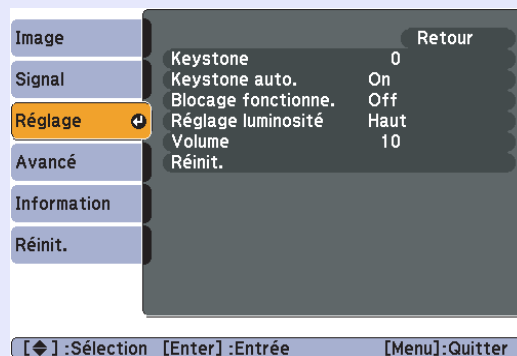 Image
Signal
Réglage
Avancé
Information
Réinit.
Retour
Keystone 0
Keystone auto. On
Blocage fonctionne. Off
Réglage luminosité Haut
Volume 10
Réinit.
[ ] :Sélection [Enter] :Entrée [Menu]:Quitter